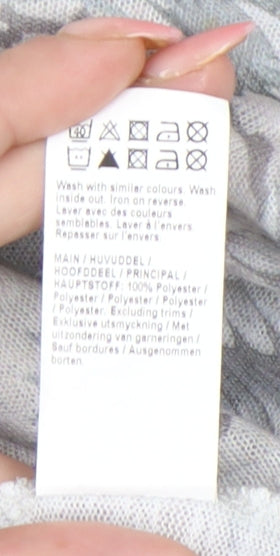 40
Wash with similar colours. Wash
inside out. Iron on reverse.
Laver avec des couleurs
semblables. Laver à l'envers.
Repasser sur l'envers.
MAIN / HUVUDDEL /
HOOFDDEEL / PRINCIPAL /
HAUPTSTOFF: 100% Polyester /
Polyester / Polyester / Polyester
/ Polyester. Excluding trims /
Exklusive utsmyckning / Met
uitzondering van garneringen /
Sauf bordures / Ausgenommen
borten